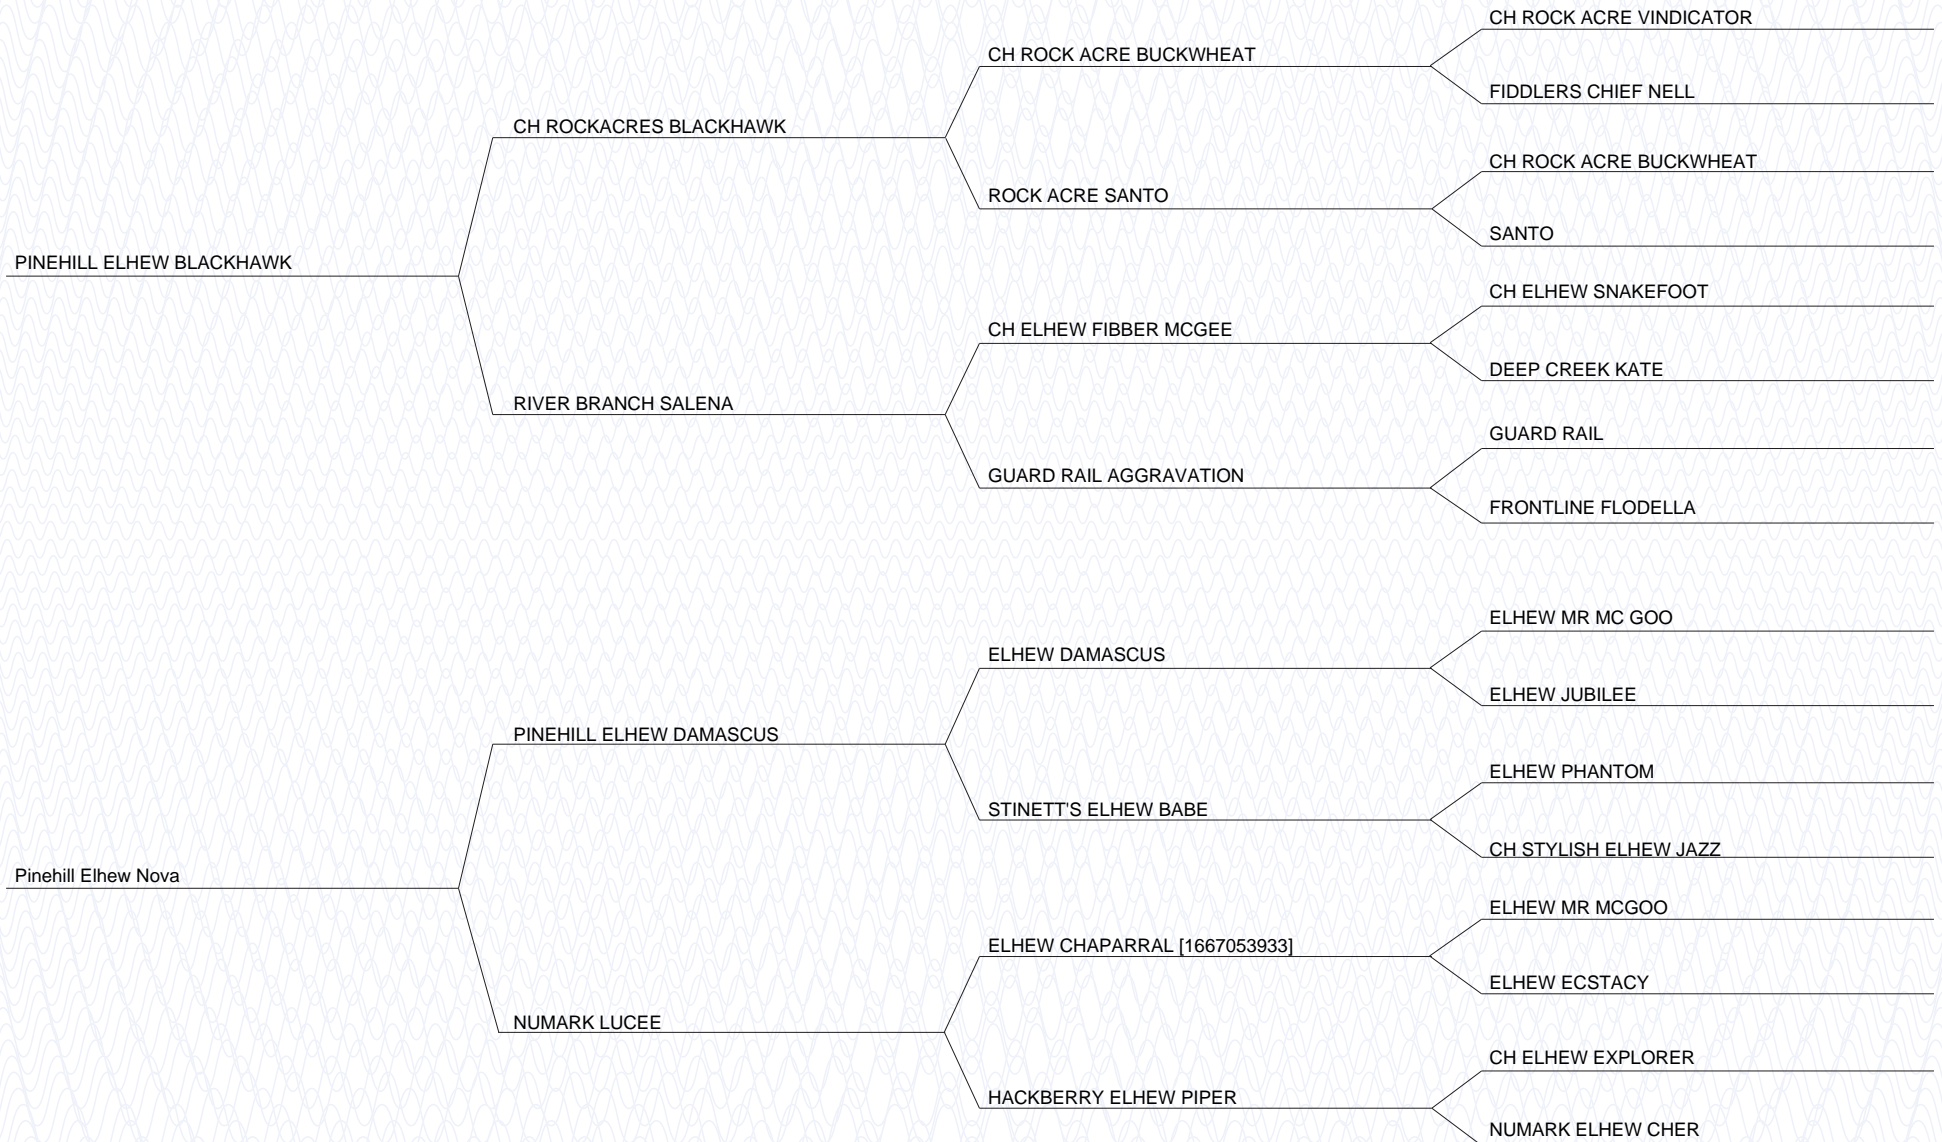 CH ROCK ACRE VINDICATOR
CH ROCK ACRE BUCKWHEAT
FIDDLERS CHIEF NELL
CH ROCKACRES BLACKHAWK
CH ROCK ACRE BUCKWHEAT
ROCK ACRE SANTO
SANTO
PINEHILL ELHEW BLACKHAWK
CH ELHEW SNAKEFOOT
CH ELHEW FIBBER MCGEE
DEEP CREEK KATE
RIVER BRANCH SALENA
GUARD RAIL
GUARD RAIL AGGRAVATION
FRONTLINE FLODELLA
ELHEW MR MC GOO
ELHEW DAMASCUS
ELHEW JUBILEE
PINEHILL ELHEW DAMASCUS
ELHEW PHANTOM
STINETT'S ELHEW BABE
CH STYLISH ELHEW JAZZ
Pinehill Elhew Nova
ELHEW MR MCGOO
ELHEW CHAPARRAL [1667053933]
ELHEW ECSTACY
NUMARK LUCEE
CH ELHEW EXPLORER
HACKBERRY ELHEW PIPER
NUMARK ELHEW CHER